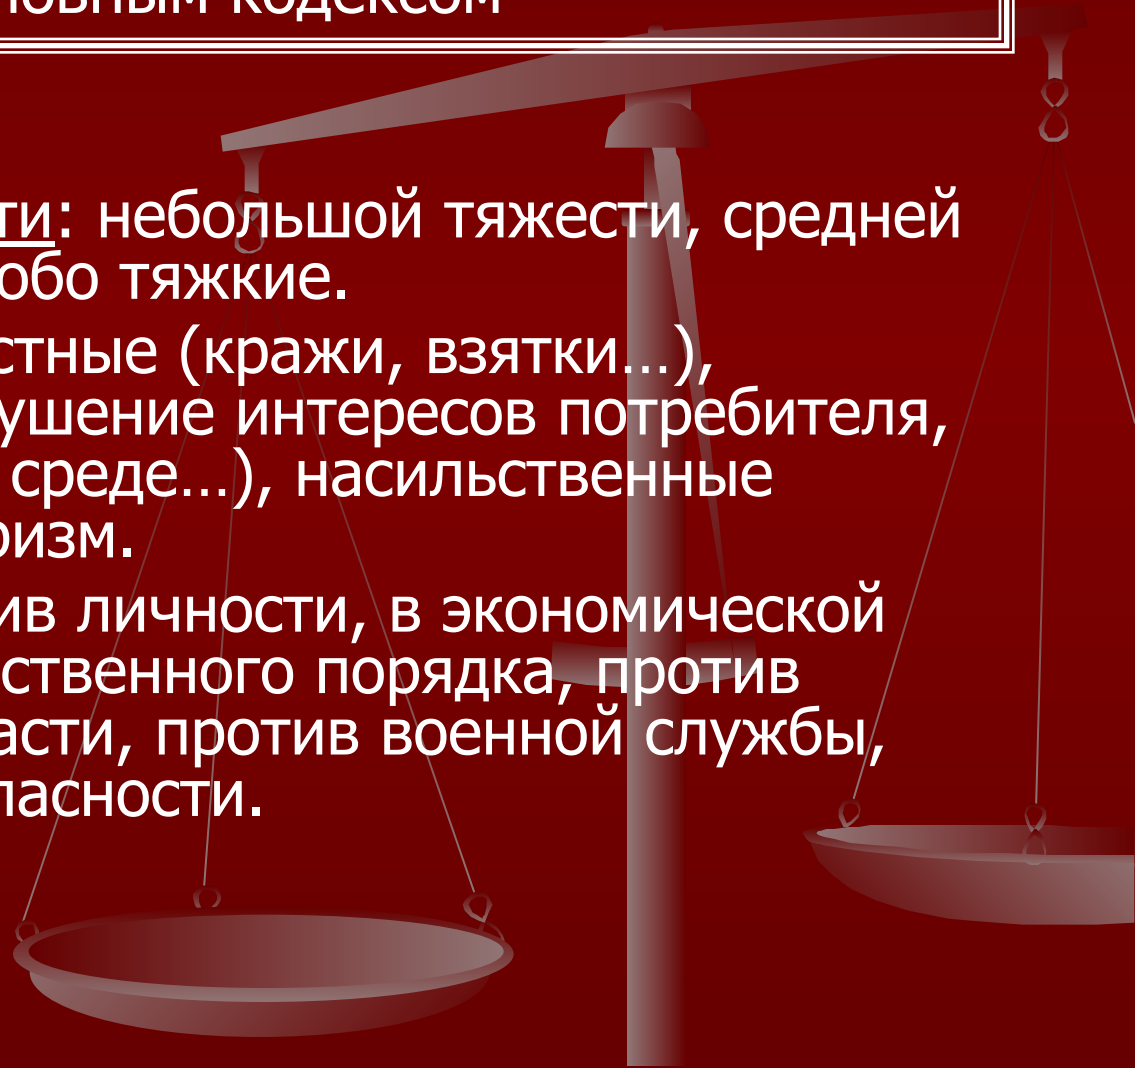 ловным кодексом
ти: небольшой тяжести, средней
обо тяжкие.
стные (кражи, взятки…),
ушение интересов потребителя,
среде…), насильственные
ризм.
ив личности, в экономической
ственного порядка, против
асти, против военной службы,
пасности.